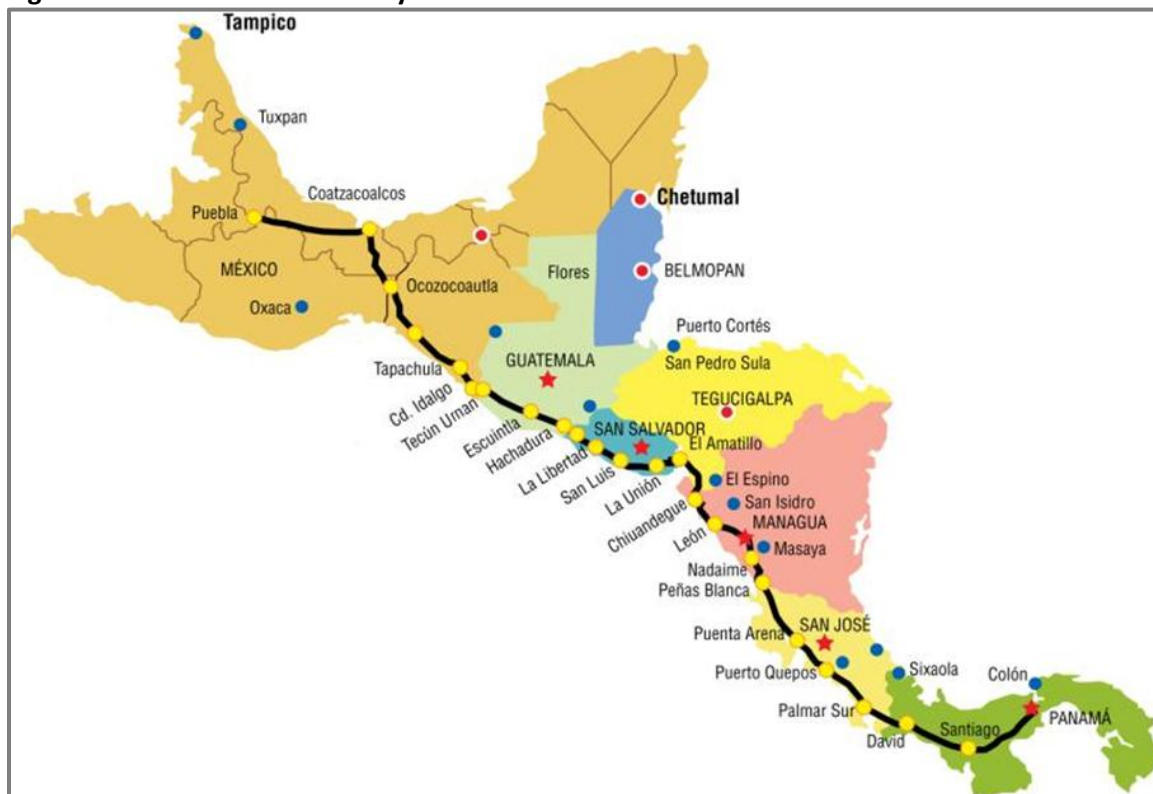 Tampico
Tuxpan
Coatzacoalcos
Puebla
Chetumal
MÉXICO
Flores
BELMOPAN
Ocozocoautla
Oxaca
Puerto Cortés
GUATEMALA
San Pedro Sula
Tapachula
TEGUCIGALPA
Cd. Idalgo
Tecún Uman
Escuintla
Hachadura
SAN SALVADOR
La Libertad
San Luis
La Unión
El Amatillo
El Espino
San Isidro
Chiuandegue
León
MANAGUA
Masaya
Nadaime
Peñas Blanca
Puenta Arena
SAN JOSÉ
Puerto Quepos
Sixaola
Colón
Palmar Sur
David
Santiago
PANAMÁ